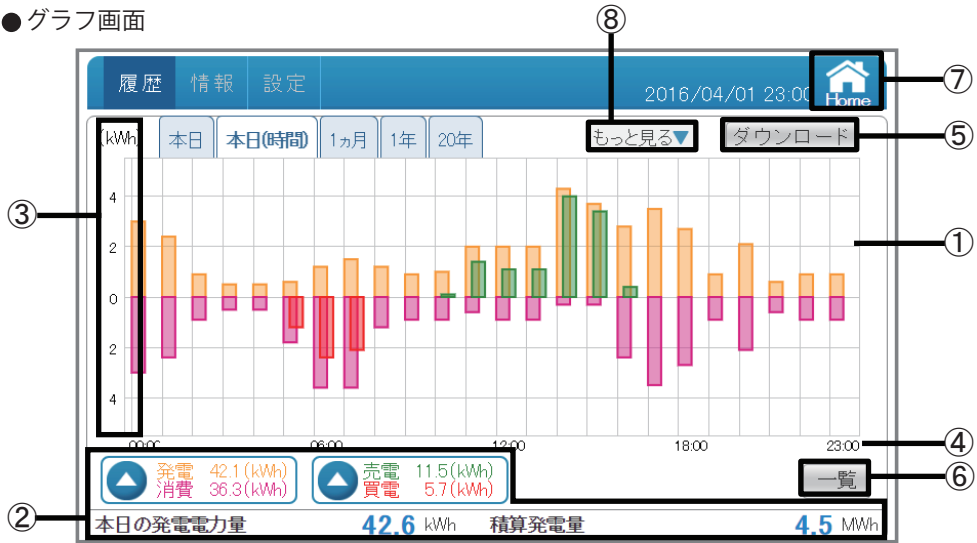 ●グラフ画面
⑧
履歴 情報 設定
2016/04/01 23:00
Home
⑦
(kWh)
本日 本日(時間) 1ヵ月 1年 20年
もっと見る▼
ダウンロード
⑤
③
4
2
0
2
4
①
00:00 06:00 12:00 18:00 23:00
④
発電 42.1(kWh)
消費 36.3(kWh)
売電 11.5(kWh)
買電 5.7(kWh)
一覧
⑥
②
本日の発電電力量 42.6 kWh 積算発電量 4.5 MWh